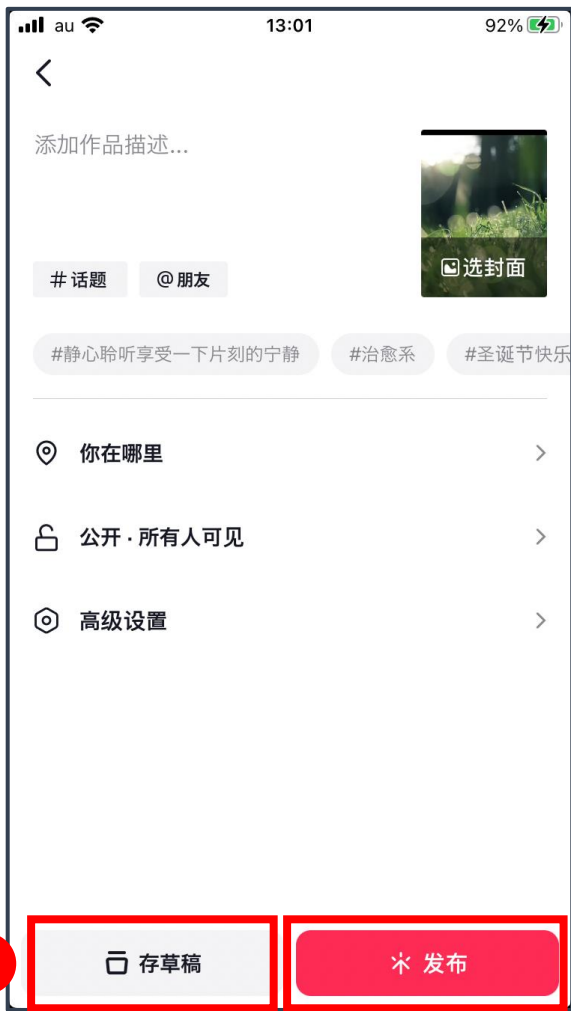 au 13:01 92%
添加作品描述...
选封面
#话题 @朋友
#静心聆听享受一下片刻的宁静 #治愈系 #圣诞节快乐
你在哪里
公开 · 所有人可见
高级设置
存草稿 发布